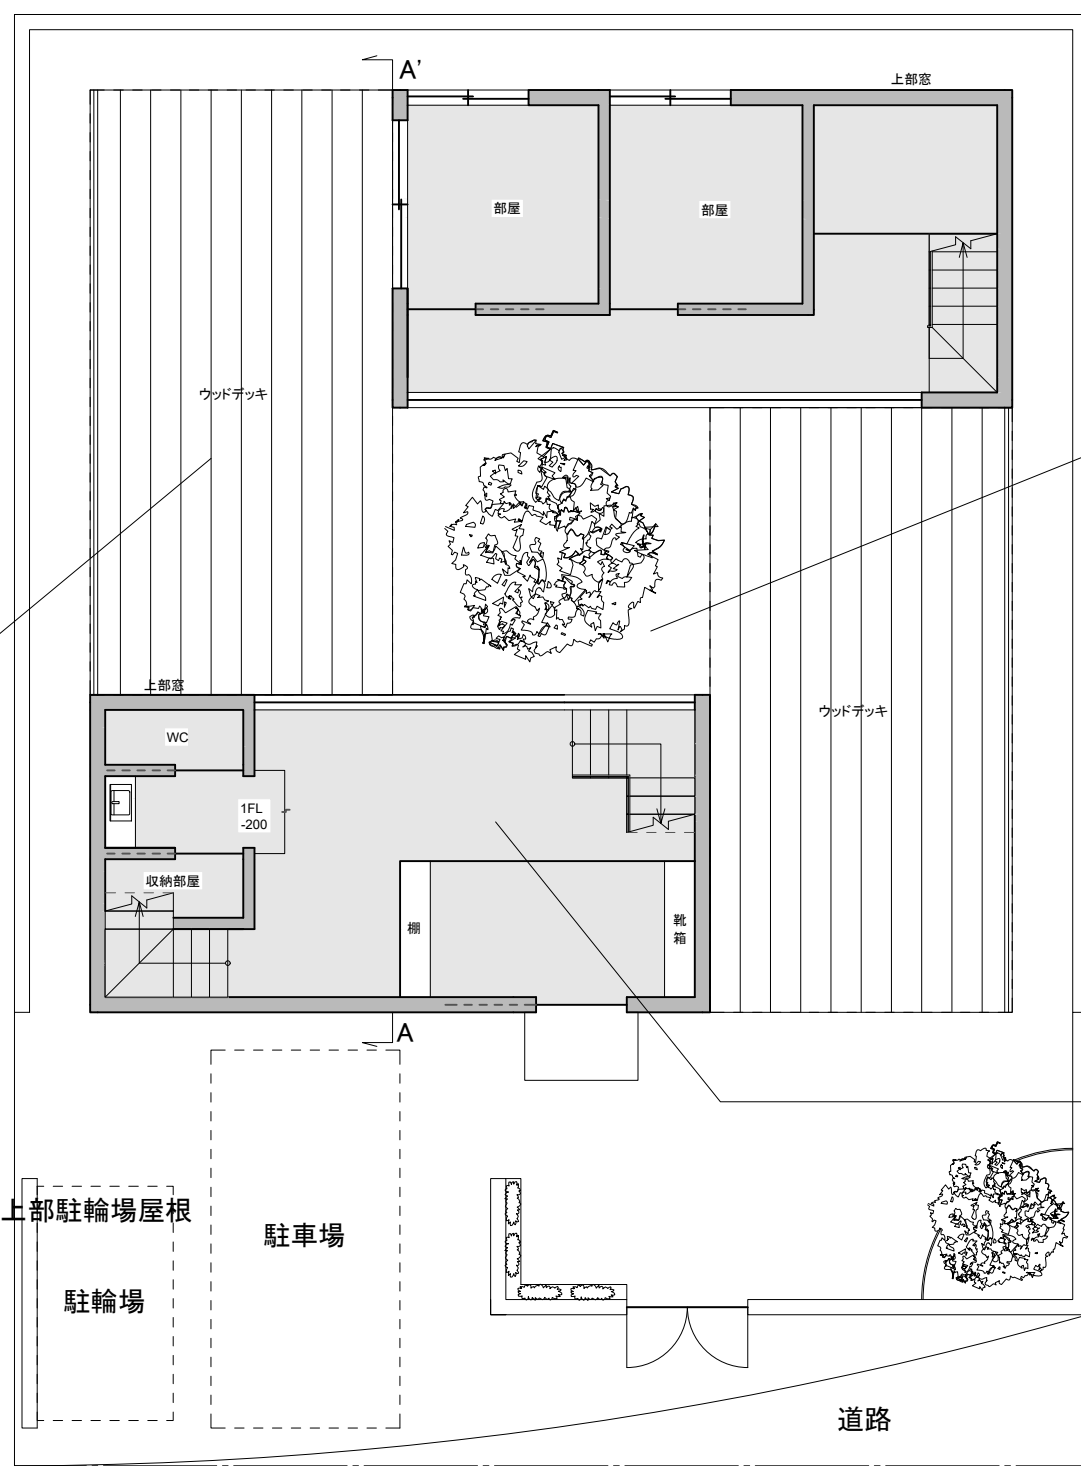 A'
上部窓
部屋
部屋
ウッドデッキ
上部窓
ウッドデッキ
WC
1FL
-200
収納部屋
棚
靴
箱
A
上部駐輪場屋根
駐車場
駐輪場
道路